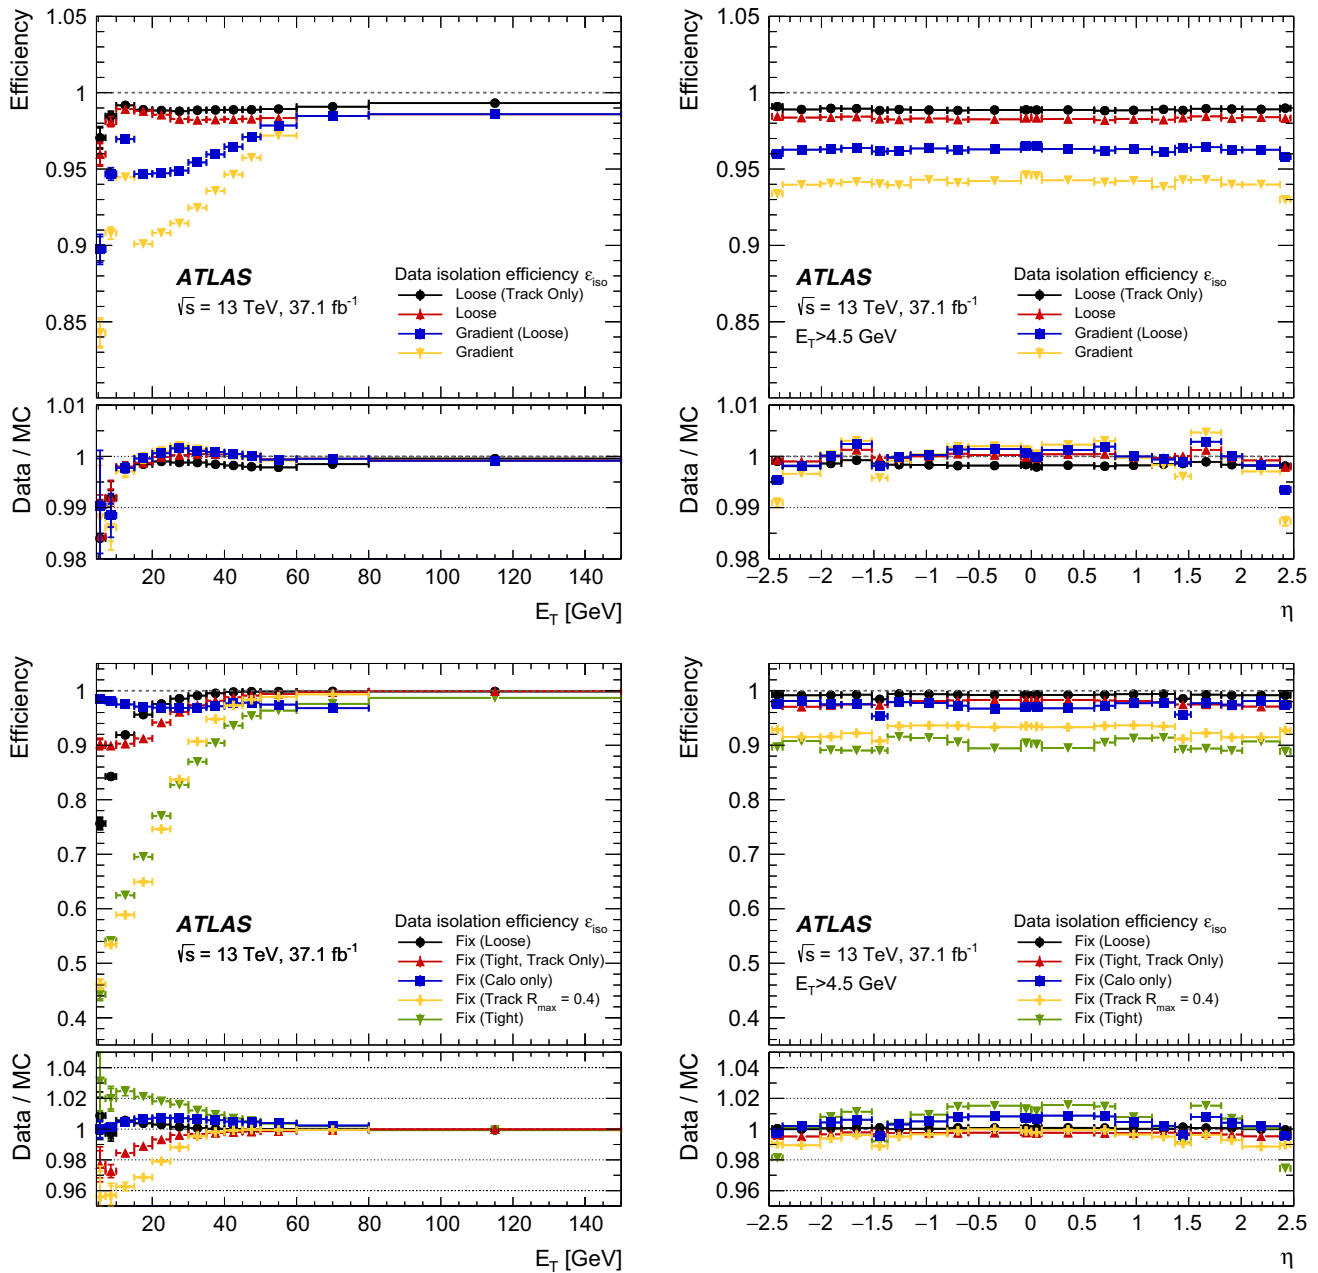 Efficiency
1.05
1
0.95
0.9
0.85
ATLAS
√s = 13 TeV, 37.1 fb⁻¹
Data isolation efficiency ε_iso
Loose (Track Only)
Loose
Gradient (Loose)
Gradient
Data / MC
1.01
1
0.99
0.98
20 40 60 80 100 120 140
E_T [GeV]
Efficiency
1.05
1
0.95
0.9
0.85
ATLAS
√s = 13 TeV, 37.1 fb⁻¹
E_T>4.5 GeV
Data isolation efficiency ε_iso
Loose (Track Only)
Loose
Gradient (Loose)
Gradient
Data / MC
1.01
1
0.99
0.98
−2.5 −2 −1.5 −1 −0.5 0 0.5 1 1.5 2 2.5
η
Efficiency
1
0.9
0.8
0.7
0.6
0.5
0.4
ATLAS
√s = 13 TeV, 37.1 fb⁻¹
Data isolation efficiency ε_iso
Fix (Loose)
Fix (Tight, Track Only)
Fix (Calo only)
Fix (Track R_max = 0.4)
Fix (Tight)
Data / MC
1.04
1.02
1
0.98
0.96
20 40 60 80 100 120 140
E_T [GeV]
Efficiency
1
0.9
0.8
0.7
0.6
0.5
0.4
ATLAS
√s = 13 TeV, 37.1 fb⁻¹
E_T>4.5 GeV
Data isolation efficiency ε_iso
Fix (Loose)
Fix (Tight, Track Only)
Fix (Calo only)
Fix (Track R_max = 0.4)
Fix (Tight)
Data / MC
1.04
1.02
1
0.98
0.96
−2.5 −2 −1.5 −1 −0.5 0 0.5 1 1.5 2 2.5
η